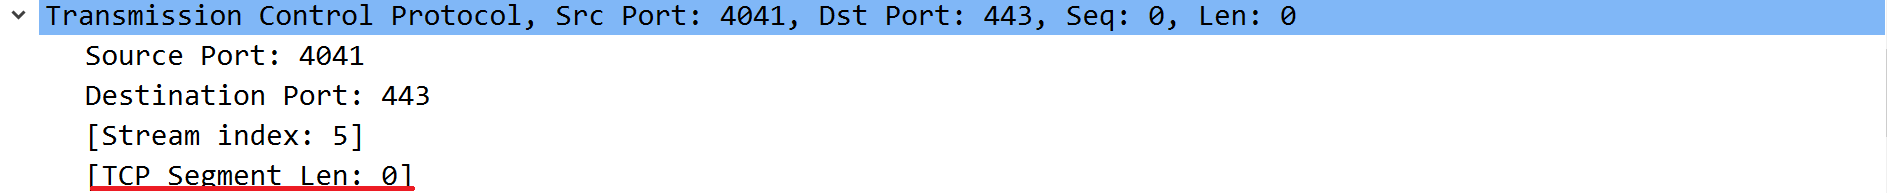 Transmission Control Protocol, Src Port: 4041, Dst Port: 443, Seq: 0, Len: 0
Source Port: 4041
Destination Port: 443
[Stream index: 5]
[TCP Segment Len: 0]